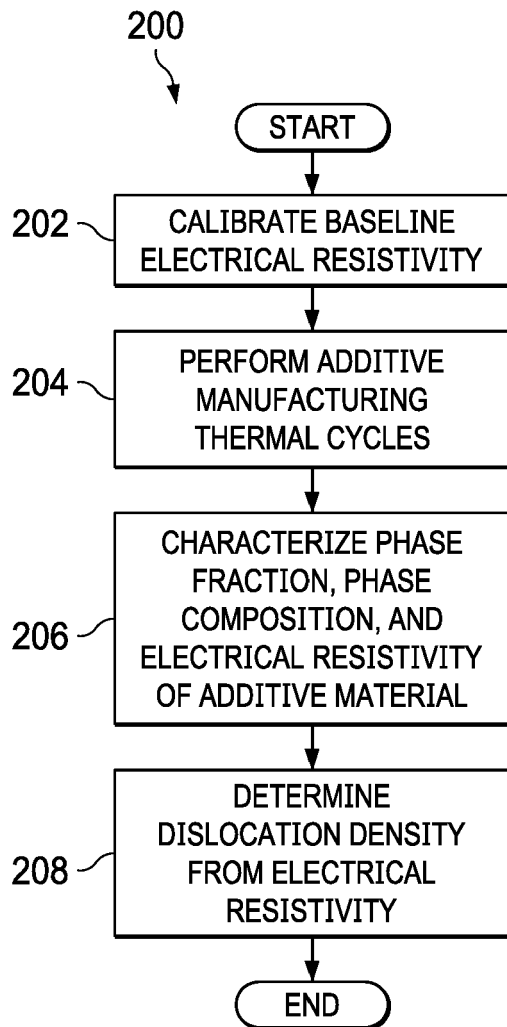 200
START
202
CALIBRATE BASELINE
ELECTRICAL RESISTIVITY
204
PERFORM ADDITIVE
MANUFACTURING
THERMAL CYCLES
206
CHARACTERIZE PHASE
FRACTION, PHASE
COMPOSITION, AND
ELECTRICAL RESISTIVITY
OF ADDITIVE MATERIAL
208
DETERMINE
DISLOCATION DENSITY
FROM ELECTRICAL
RESISTIVITY
END